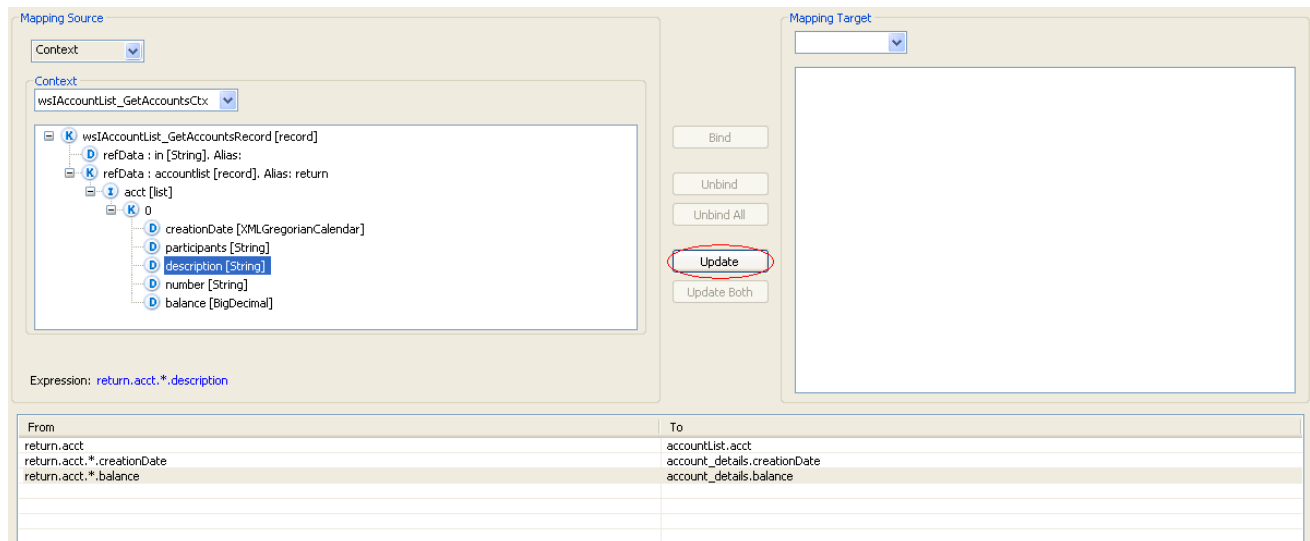 Mapping Source
Context
Context
wsIAccountList_GetAccountsCtx
K wsIAccountList_GetAccountsRecord [record]
D refData : in [String]. Alias:
K refData : accountlist [record]. Alias: return
I acct [list]
K 0
D creationDate [XMLGregorianCalendar]
D participants [String]
D description [String]
D number [String]
D balance [BigDecimal]
Expression: return.acct.*.description
Bind
Unbind
Unbind All
Update
Update Both
Mapping Target
From To
return.acct accountList.acct
return.acct.*.creationDate account_details.creationDate
return.acct.*.balance account_details.balance